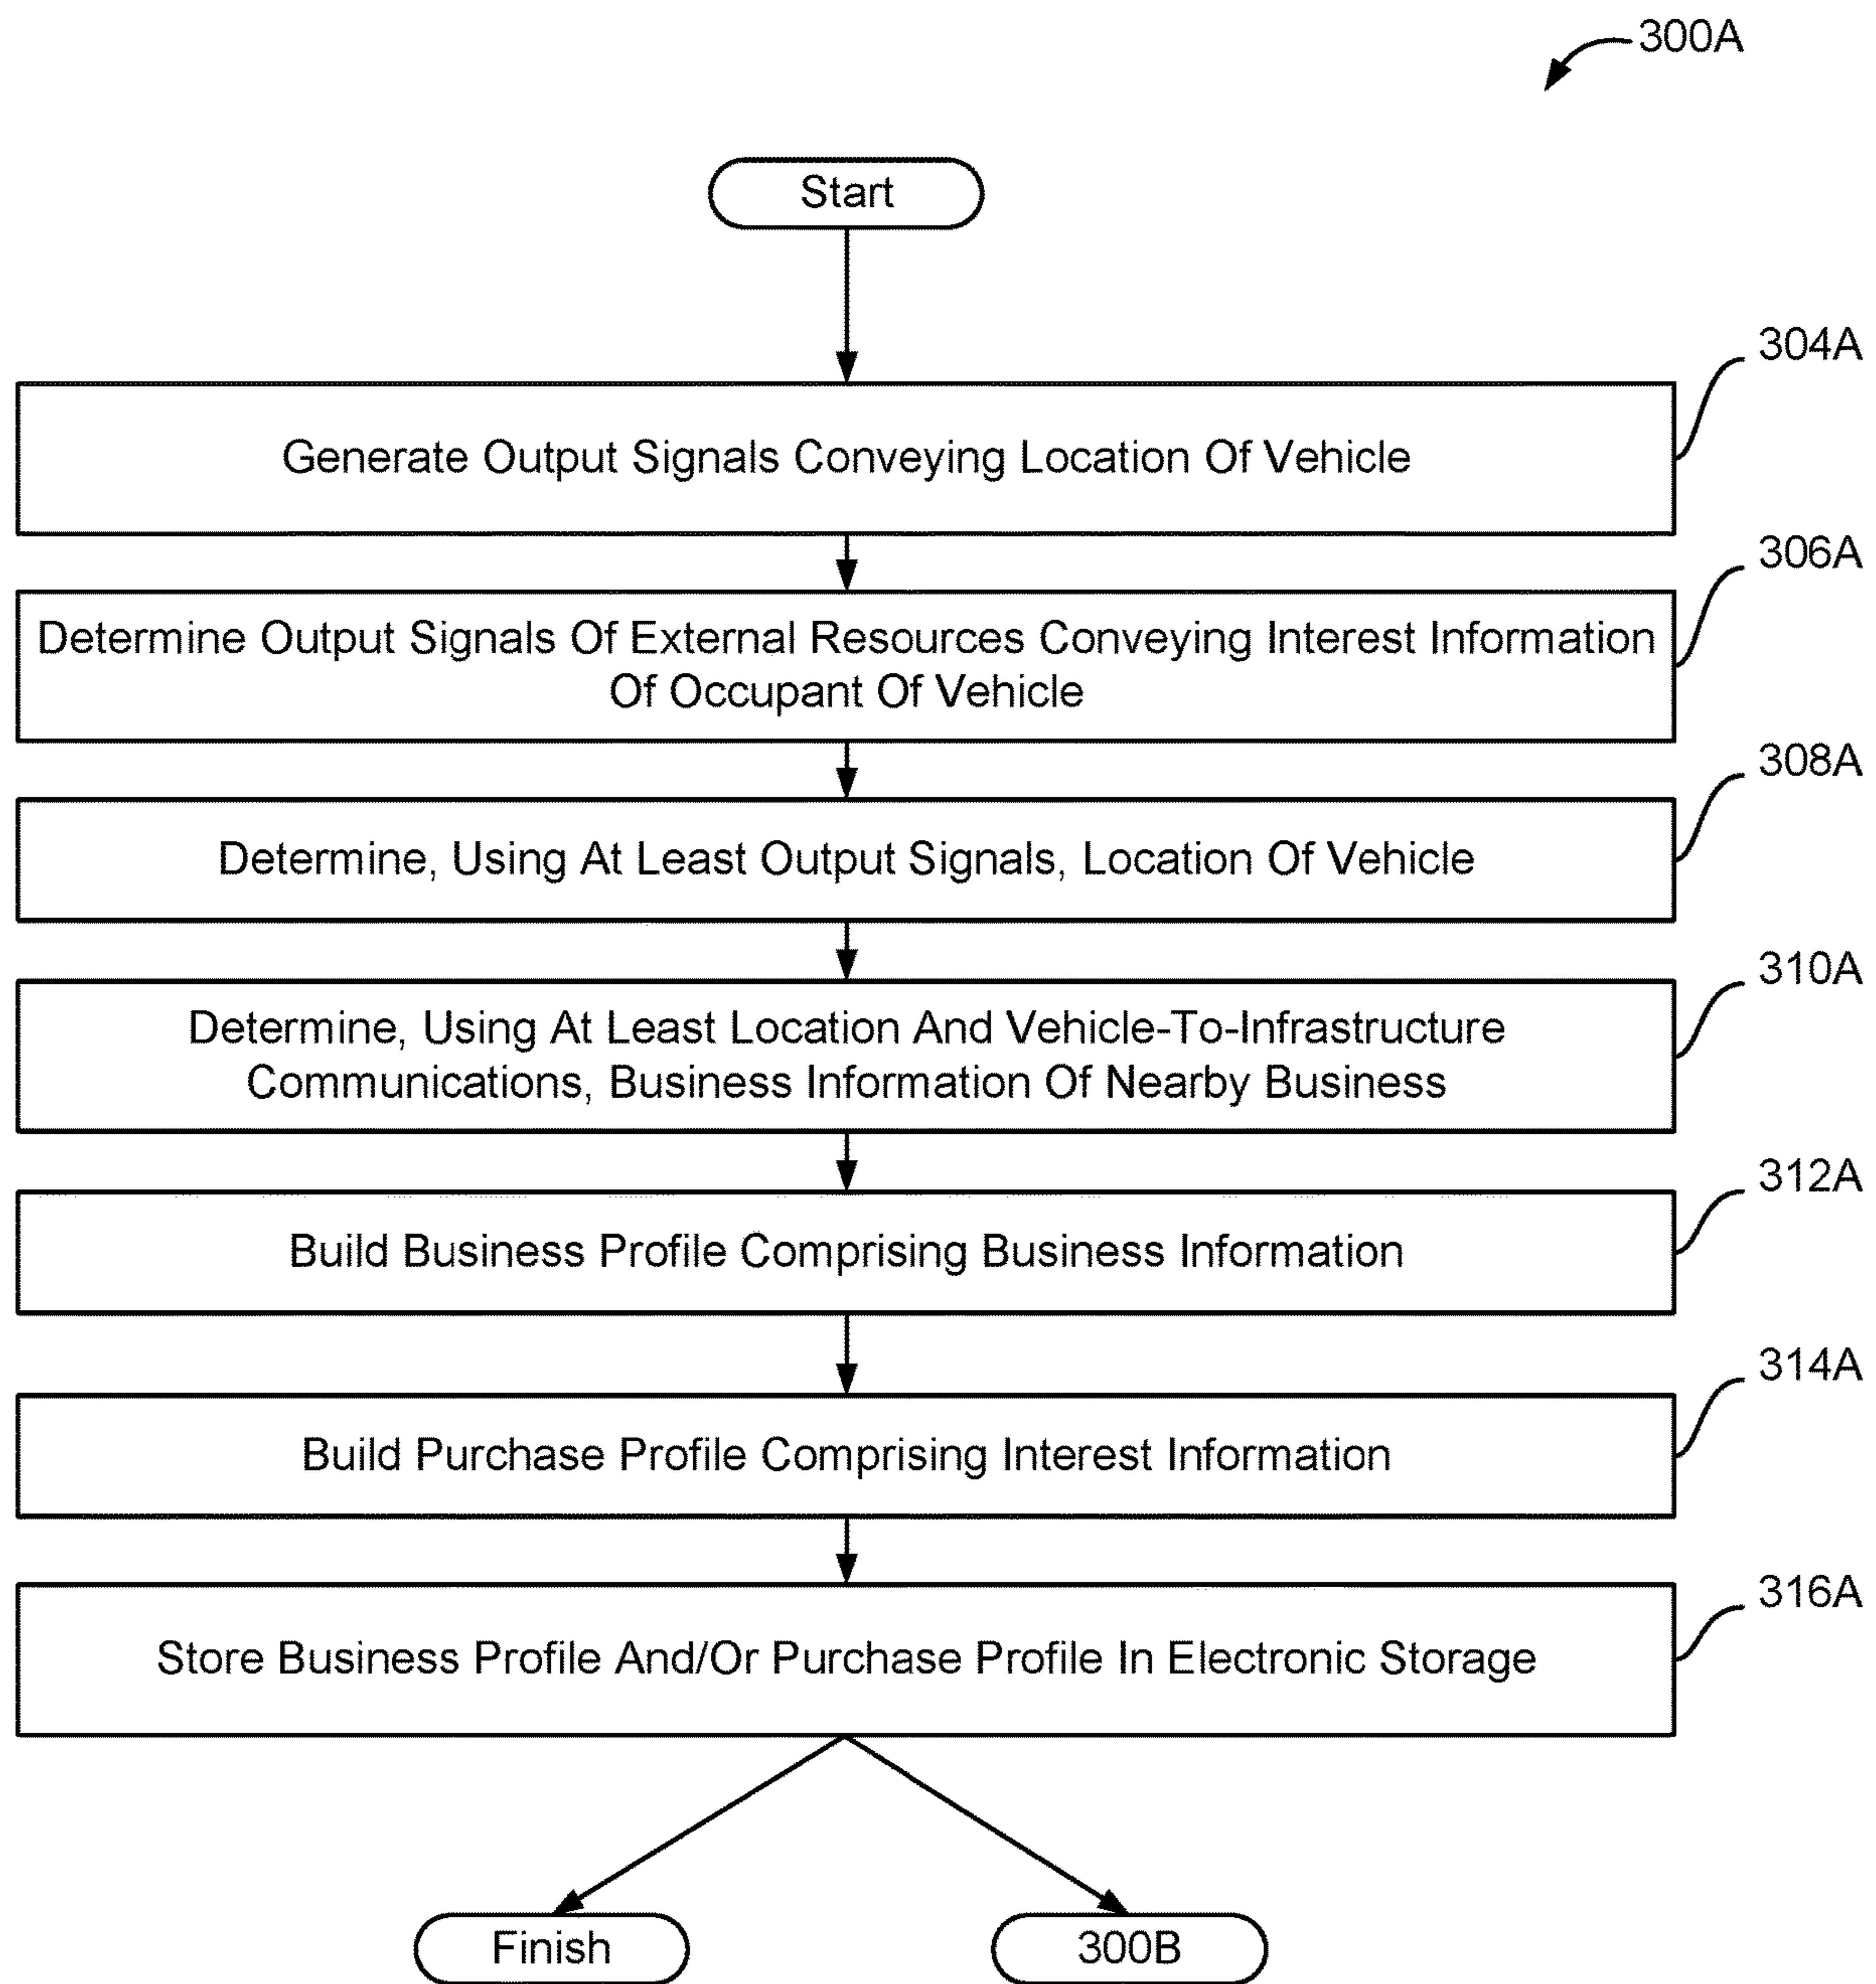 300A
Start
304A
Generate Output Signals Conveying Location Of Vehicle
306A
Determine Output Signals Of External Resources Conveying Interest Information
Of Occupant Of Vehicle
308A
Determine, Using At Least Output Signals, Location Of Vehicle
310A
Determine, Using At Least Location And Vehicle-To-Infrastructure
Communications, Business Information Of Nearby Business
312A
Build Business Profile Comprising Business Information
314A
Build Purchase Profile Comprising Interest Information
316A
Store Business Profile And/Or Purchase Profile In Electronic Storage
Finish
300B